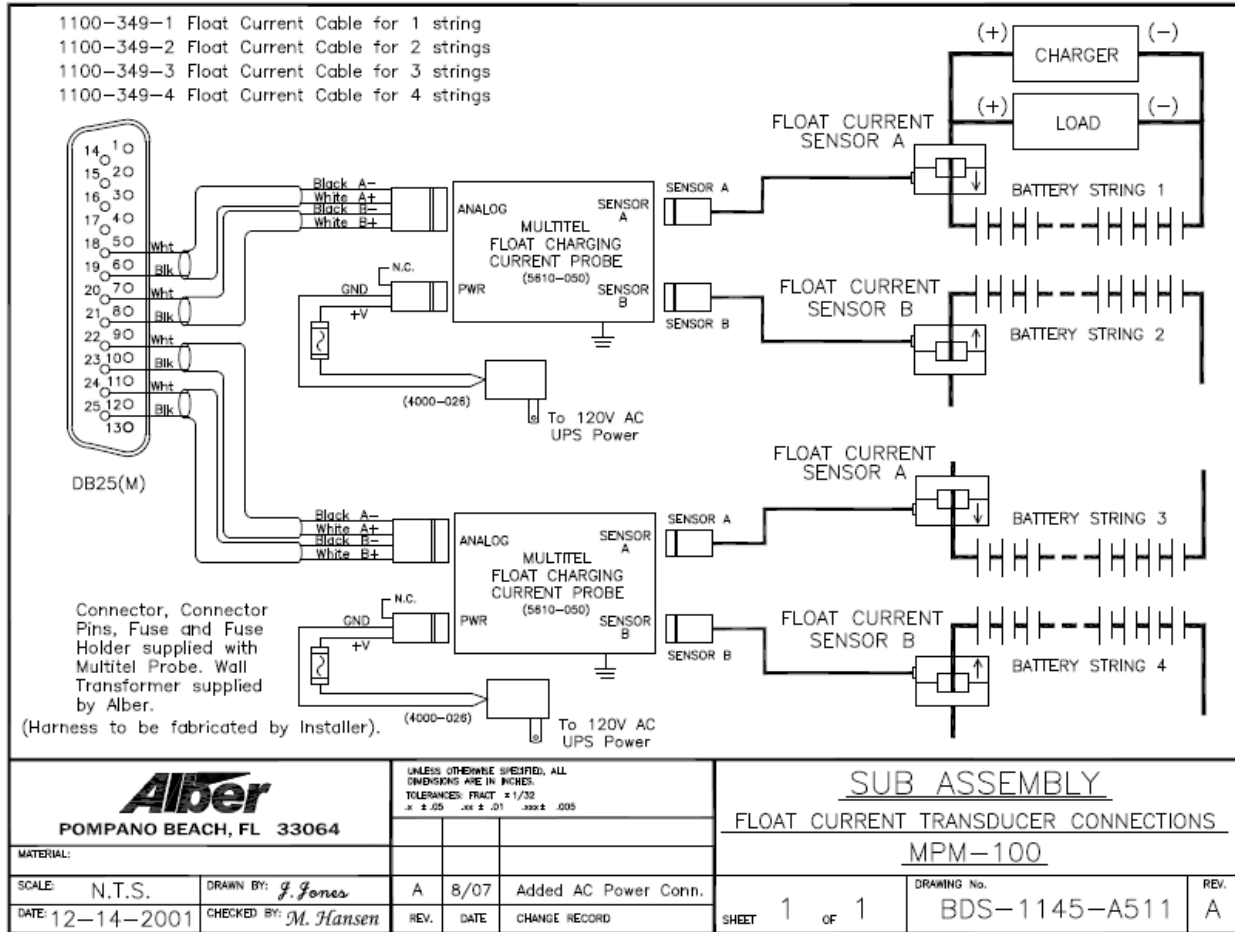 1100-349-1 Float Current Cable for 1 string
1100-349-2 Float Current Cable for 2 strings
1100-349-3 Float Current Cable for 3 strings
1100-349-4 Float Current Cable for 4 strings
14
1
15
2
16
3
17
4
18
5
19
6
20
7
21
8
22
9
23
10
24
11
25
12
13
DB25(M)
Wht
Blk
Wht
Blk
Wht
Blk
Wht
Blk
Black A-
White A+
Black B-
White B+
ANALOG
SENSOR A
MULTITEL
FLOAT CHARGING
CURRENT PROBE
(5610-050)
PWR
SENSOR B
N.C.
GND
+V
(4000-026)
To 120V AC
UPS Power
SENSOR A
SENSOR B
FLOAT CURRENT
SENSOR A
(+)
CHARGER
(-)
(+)
LOAD
(-)
BATTERY STRING 1
FLOAT CURRENT
SENSOR B
BATTERY STRING 2
Black A-
White A+
Black B-
White B+
ANALOG
SENSOR A
MULTITEL
FLOAT CHARGING
CURRENT PROBE
(5610-050)
PWR
SENSOR B
N.C.
GND
+V
(4000-026)
To 120V AC
UPS Power
SENSOR A
SENSOR B
FLOAT CURRENT
SENSOR A
BATTERY STRING 3
FLOAT CURRENT
SENSOR B
BATTERY STRING 4
Connector, Connector
Pins, Fuse and Fuse
Holder supplied with
Multitel Probe. Wall
Transformer supplied
by Alber.
(Harness to be fabricated by Installer).
Alber
POMPANO BEACH, FL 33064
MATERIAL:
SCALE: N.T.S.
DRAWN BY: J. Jones
DATE: 12-14-2001
CHECKED BY: M. Hansen
UNLESS OTHERWISE SPECIFIED, ALL
DIMENSIONS ARE IN INCHES.
TOLERANCES: FRACT ± 1/32
.x ± .05 .xx ± .01 .xxx ± .005
A 8/07 Added AC Power Conn.
REV. DATE CHANGE RECORD
SUB ASSEMBLY
FLOAT CURRENT TRANSDUCER CONNECTIONS
MPM-100
SHEET 1 OF 1
DRAWING No.
BDS-1145-A511
REV.
A